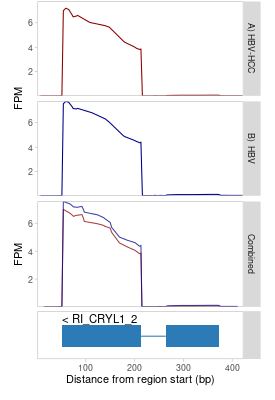 A) HBV-HCC
6
4
2
FPM
B) HBV
6
4
2
FPM
Combined
6
4
2
FPM
< RI_CRYL1_2
100 200 300 400
Distance from region start (bp)